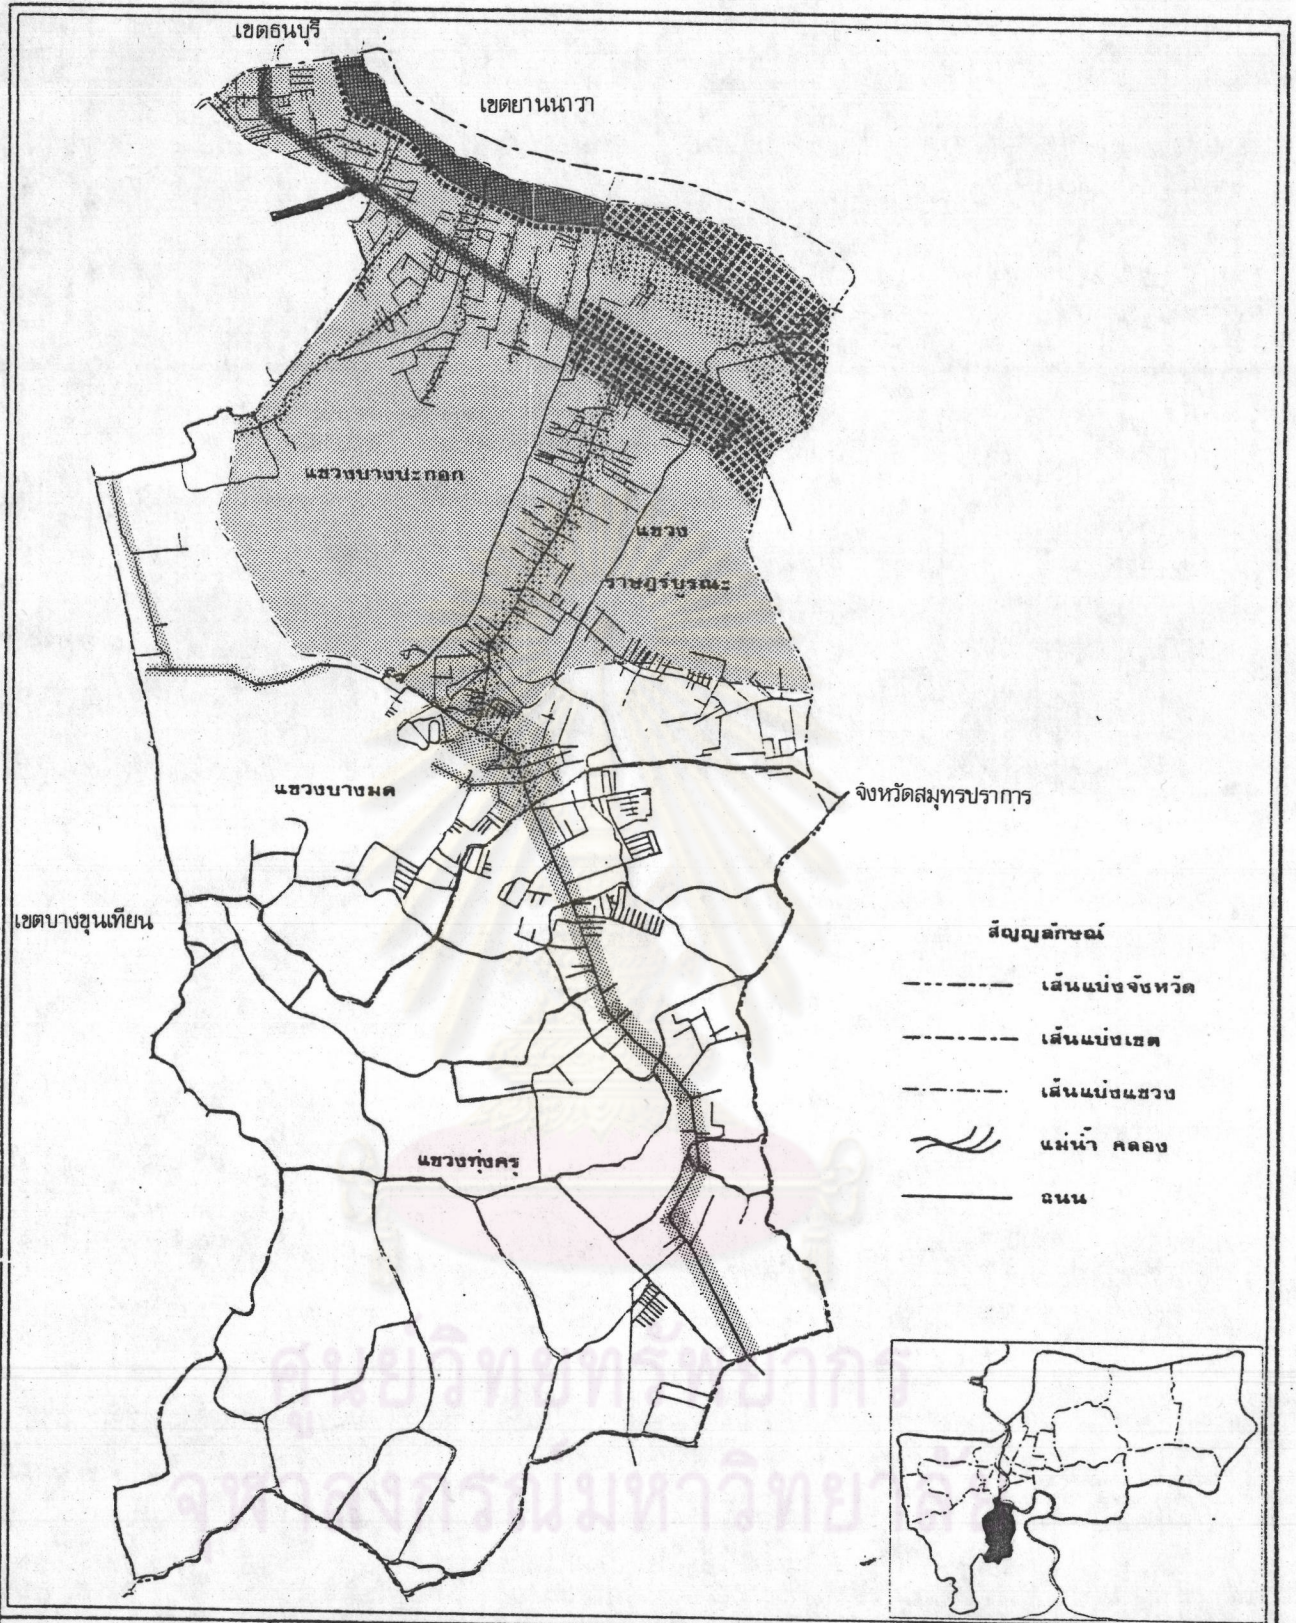 เขตธนบุรี
เขตยานนาวา
แขวงบางปะกอก
แขวง
ราษฎร์บูรณะ
แขวงบางมด
จังหวัดสมุทรปราการ
เขตบางขุนเทียน
สัญญลักษณ์
เส้นแบ่งจังหวัด
เส้นแบ่งเขต
เส้นแบ่งแขวง
แม่น้ำ คลอง
ถนน
แขวงทุ่งครุ
ศูนย์วิทยทรัพยากร
จุฬาลงกรณ์มหาวิทยาลัย